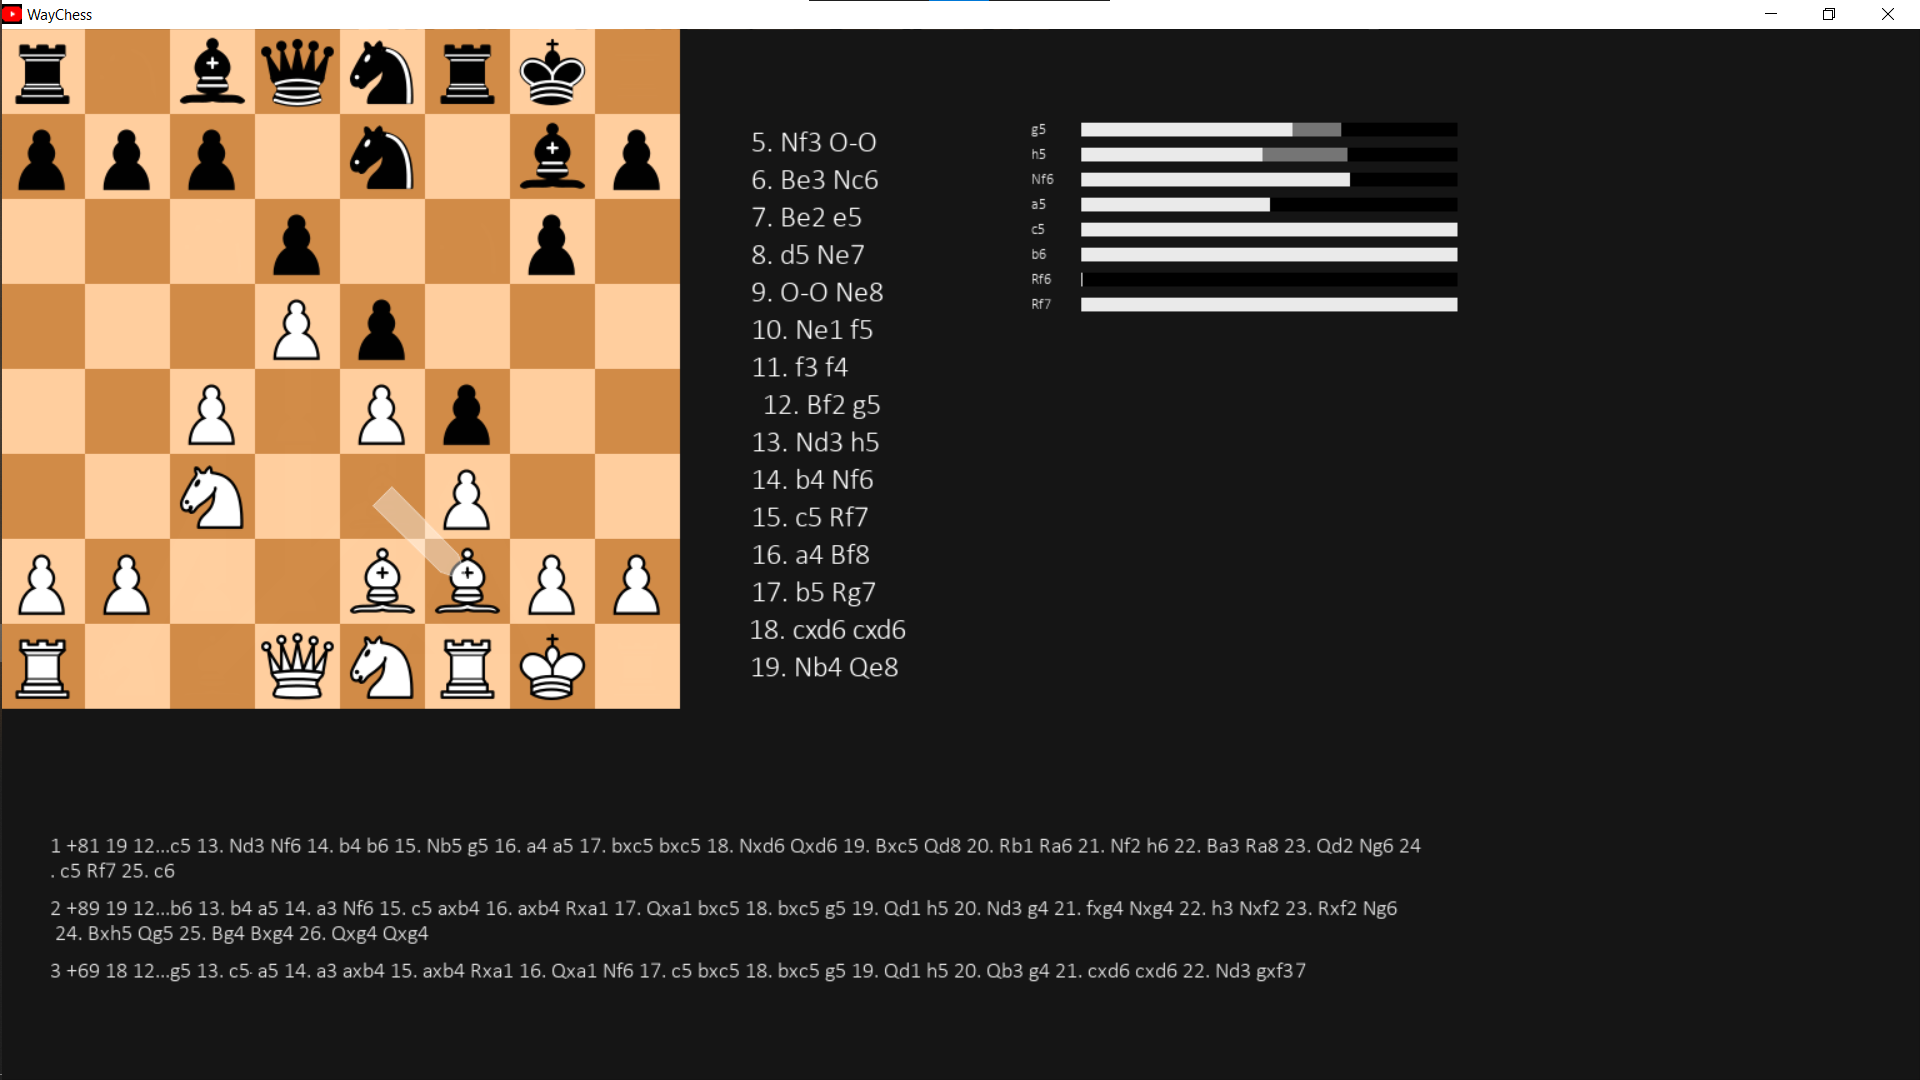 WayChess
5. Nf3 O-O
6. Be3 Nc6
7. Be2 e5
8. d5 Ne7
9. O-O Ne8
10. Ne1 f5
11. f3 f4
12. Bf2 g5
13. Nd3 h5
14. b4 Nf6
15. c5 Rf7
16. a4 Bf8
17. b5 Rg7
18. cxd6 cxd6
19. Nb4 Qe8
g5
h5
Nf6
a5
c5
b6
Rf6
Rf7
1 +81 19 12...c5 13. Nd3 Nf6 14. b4 b6 15. Nb5 g5 16. a4 a5 17. bxc5 bxc5 18. Nxd6 Qxd6 19. Bxc5 Qd8 20. Rb1 Ra6 21. Nf2 h6 22. Ba3 Ra8 23. Qd2 Ng6 24
. c5 Rf7 25. c6
2 +89 19 12...b6 13. b4 a5 14. a3 Nf6 15. c5 axb4 16. axb4 Rxa1 17. Qxa1 bxc5 18. bxc5 g5 19. Qd1 h5 20. Nd3 g4 21. fxg4 Nxg4 22. h3 Nxf2 23. Rxf2 Ng6
24. Bxh5 Qg5 25. Bg4 Bxg4 26. Qxg4 Qxg4
3 +69 18 12...g5 13. c5 a5 14. a3 axb4 15. axb4 Rxa1 16. Qxa1 Nf6 17. c5 bxc5 18. bxc5 g5 19. Qd1 h5 20. Qb3 g4 21. cxd6 cxd6 22. Nd3 gxf37